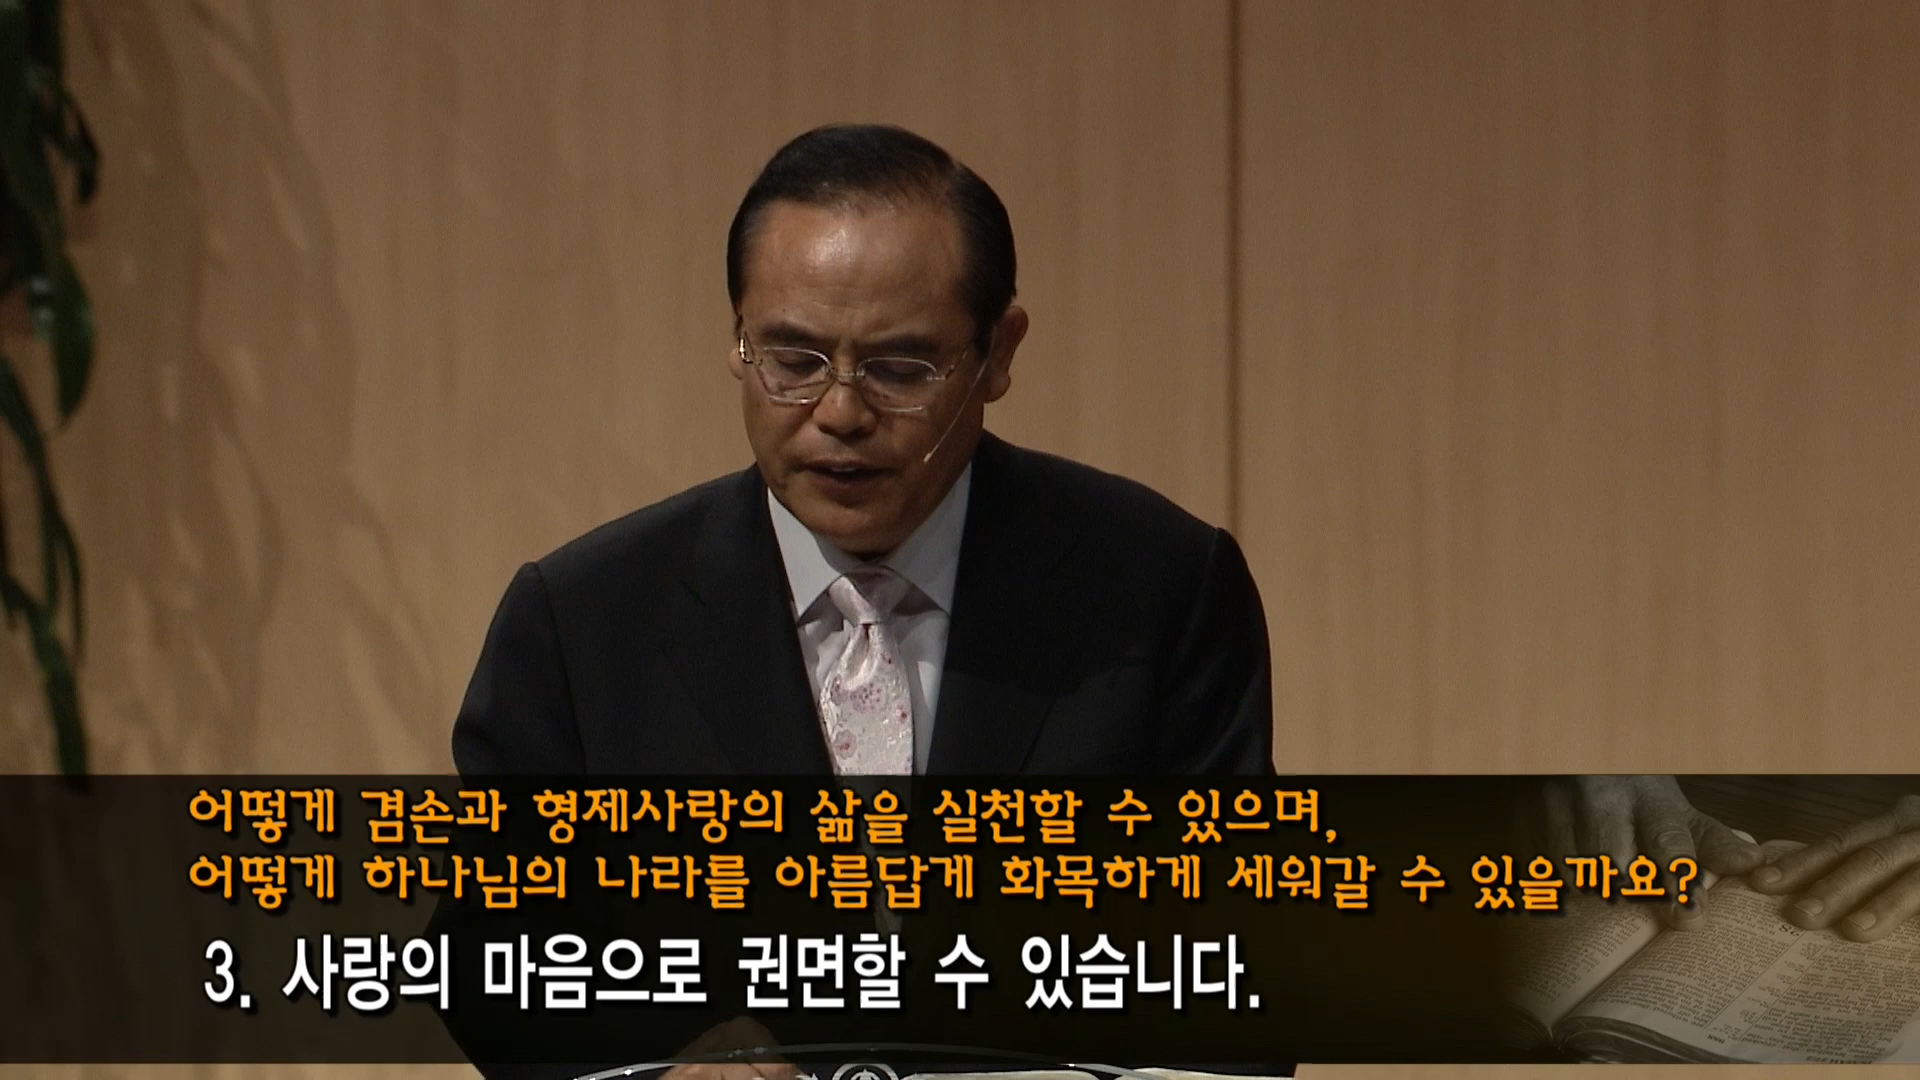 어떻게 겸손과 형제사랑의 삶을 실천할 수 있으며,
어떻게 하나님의 나라를 아름답게 화목하게 세워갈 수 있을까요?
3. 사랑의 마음으로 권면할 수 있습니다.